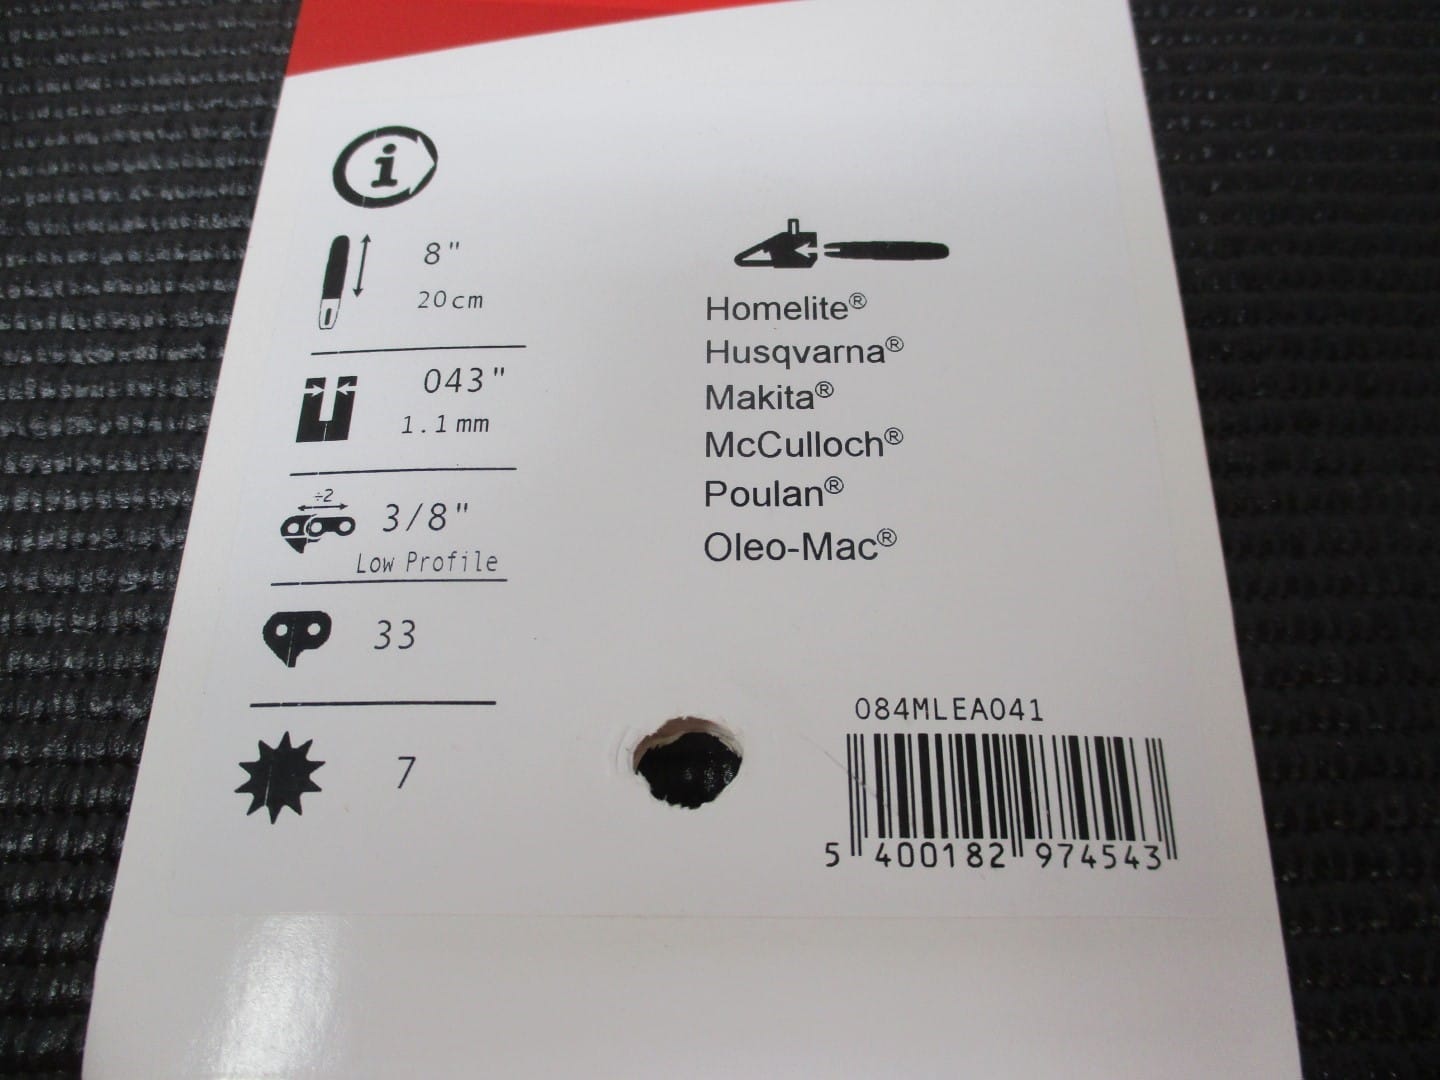 i
8"
20cm
043"
1.1mm
÷2
3/8"
Low Profile
33
7
Homelite®
Husqvarna®
Makita®
McCulloch®
Poulan®
Oleo-Mac®
084MLEA041
5 400182 974543